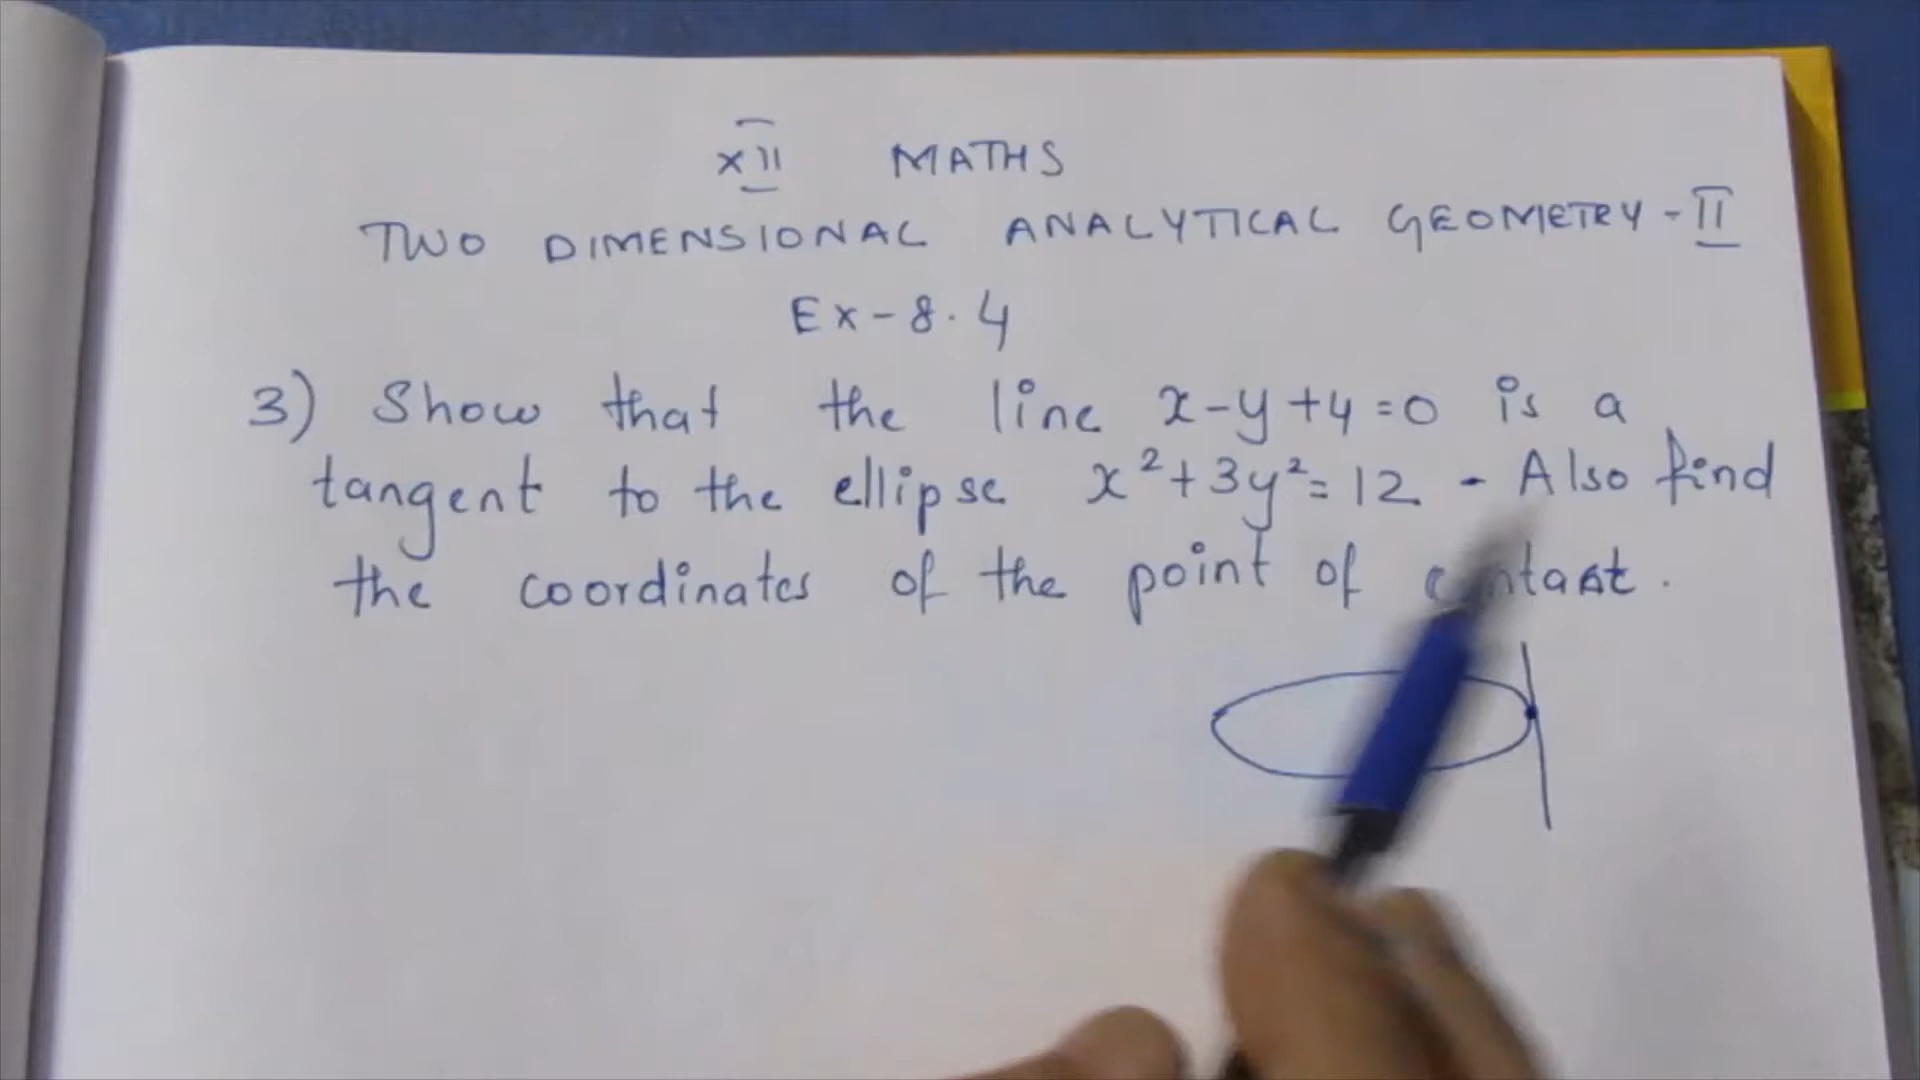 XII MATHS
TWO DIMENSIONAL ANALYTICAL GEOMETRY - II
Ex - 8.4
3) Show that the line x-y+4=0 is a
tangent to the ellipse x²+3y²=12 - Also find
the coordinates of the point of